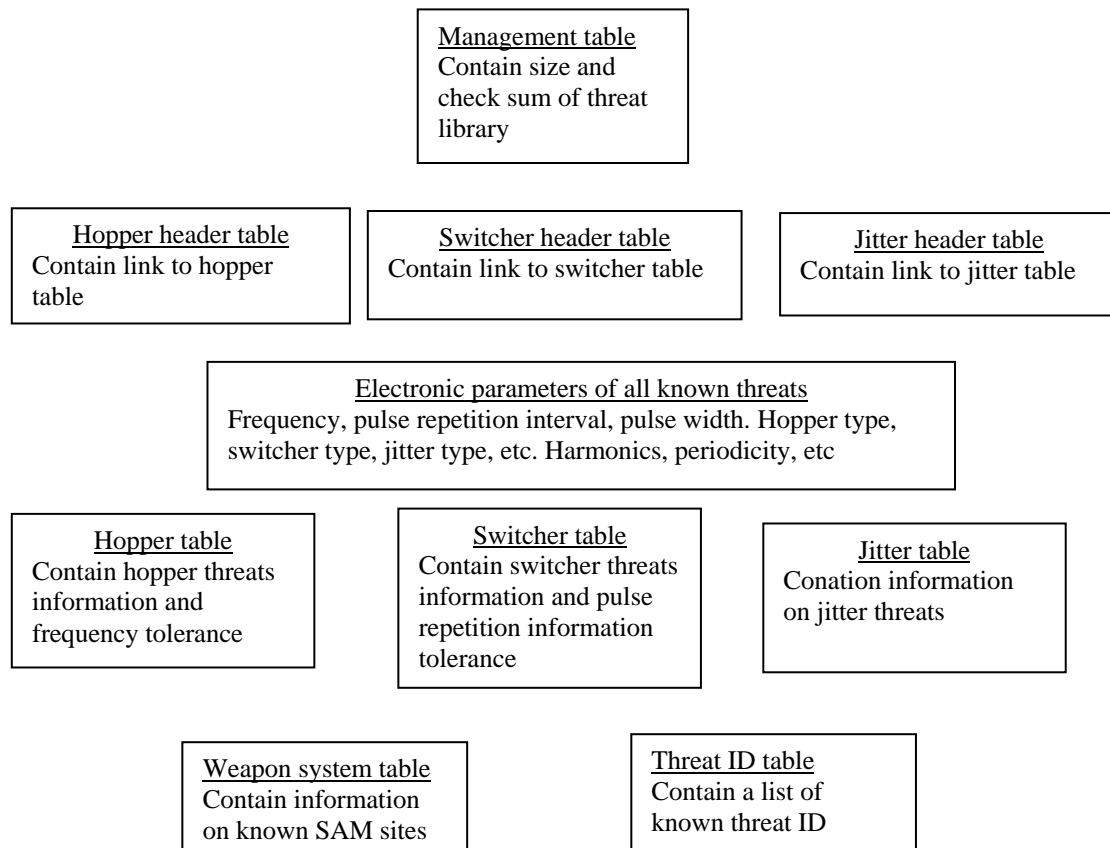 Management table
Contain size and
check sum of threat
library
Hopper header table
Contain link to hopper
table
Switcher header table
Contain link to switcher table
Jitter header table
Contain link to jitter table
Electronic parameters of all known threats
Frequency, pulse repetition interval, pulse width. Hopper type,
switcher type, jitter type, etc. Harmonics, periodicity, etc
Hopper table
Contain hopper threats
information and
frequency tolerance
Switcher table
Contain switcher threats
information and pulse
repetition information
tolerance
Jitter table
Conation information
on jitter threats
Weapon system table
Contain information
on known SAM sites
Threat ID table
Contain a list of
known threat ID